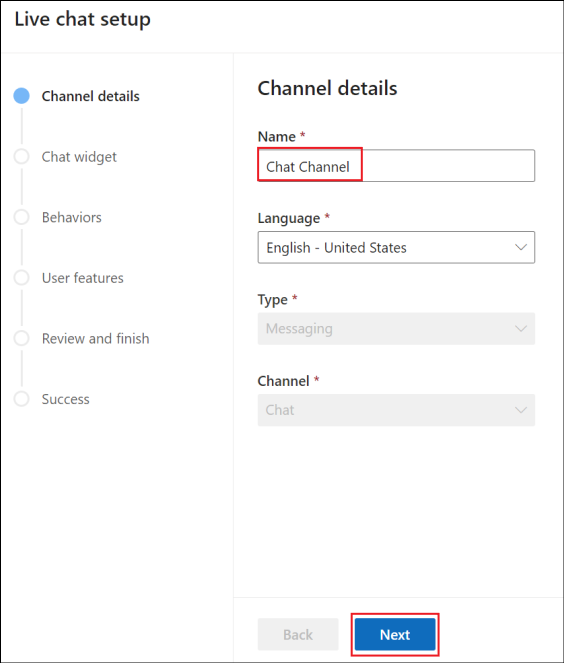 Live chat setup
Channel details
Chat widget
Behaviors
User features
Review and finish
Success
Channel details
Name *
Chat Channel
Language *
English - United States
Type *
Messaging
Channel *
Chat
Back
Next